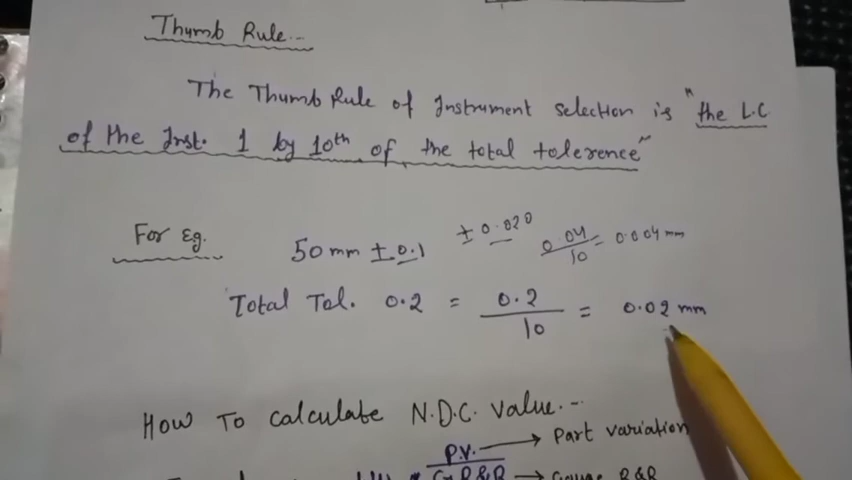 Thumb Rule...
The Thumb Rule of Instrument selection is "the L.C
of the Inst. 1 by 10th of the total tolerence"
For Eg. 50mm ±0.1 ±0.020 0.04/10 = 0.004 mm
Total Tol. 0.2 = 0.2/10 = 0.02 mm
How To calculate N.D.C. value...
P.V. → Part variation
G R&R → Gauge R&R